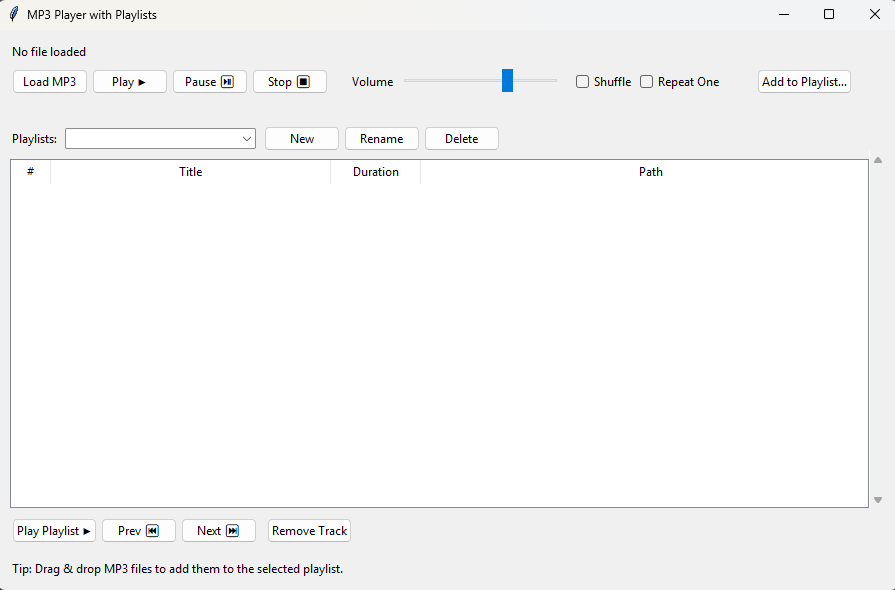 MP3 Player with Playlists
No file loaded
Load MP3 Play ► Pause ⏯ Stop ⏹ Volume Shuffle Repeat One Add to Playlist...
Playlists: New Rename Delete
# Title Duration Path
Play Playlist ► Prev ⏮ Next ⏭ Remove Track
Tip: Drag & drop MP3 files to add them to the selected playlist.